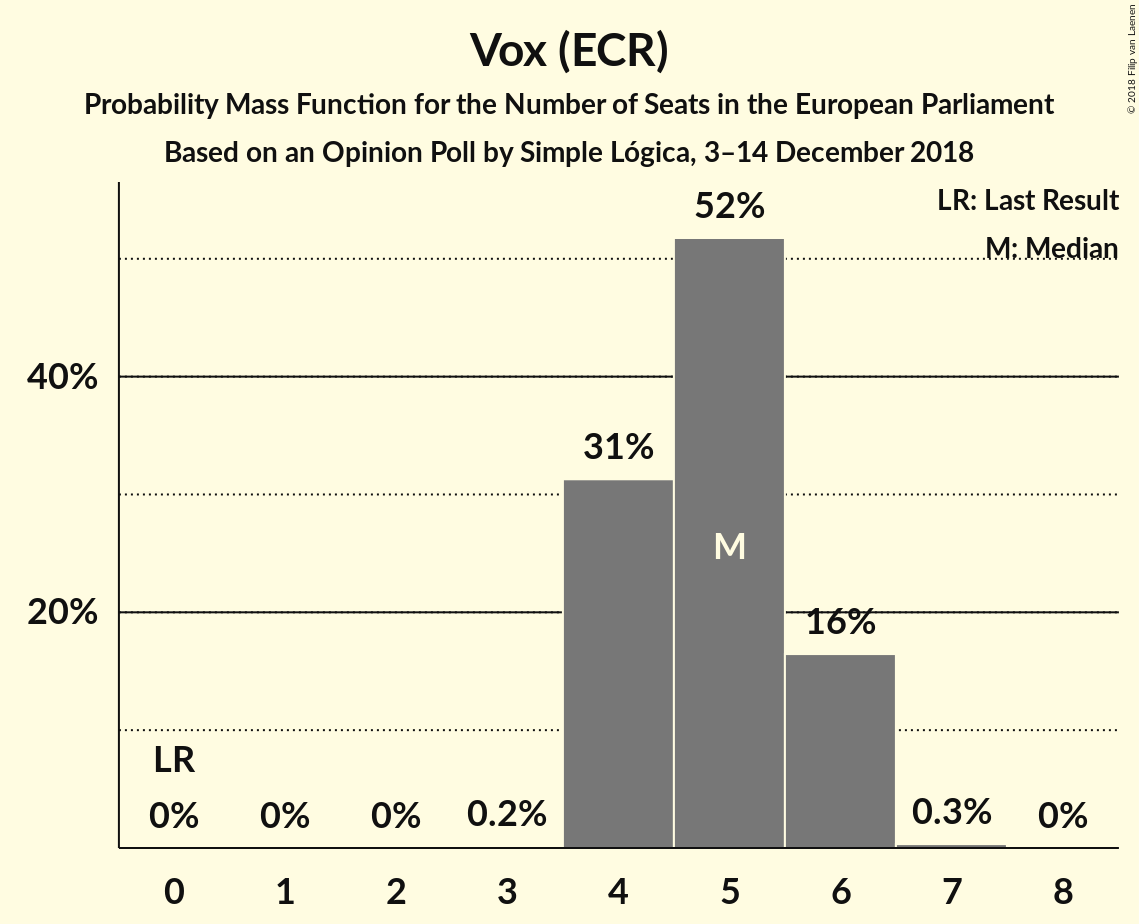 Vox (ECR)
Probability Mass Function for the Number of Seats in the European Parliament
Based on an Opinion Poll by Simple Lógica, 3–14 December 2018
© 2018 Filip van Laenen
LR: Last Result
M: Median
52%
40%
31%
M
20%
16%
LR
0%
0%
0%
0.2%
0.3%
0%
0
1
2
3
4
5
6
7
8